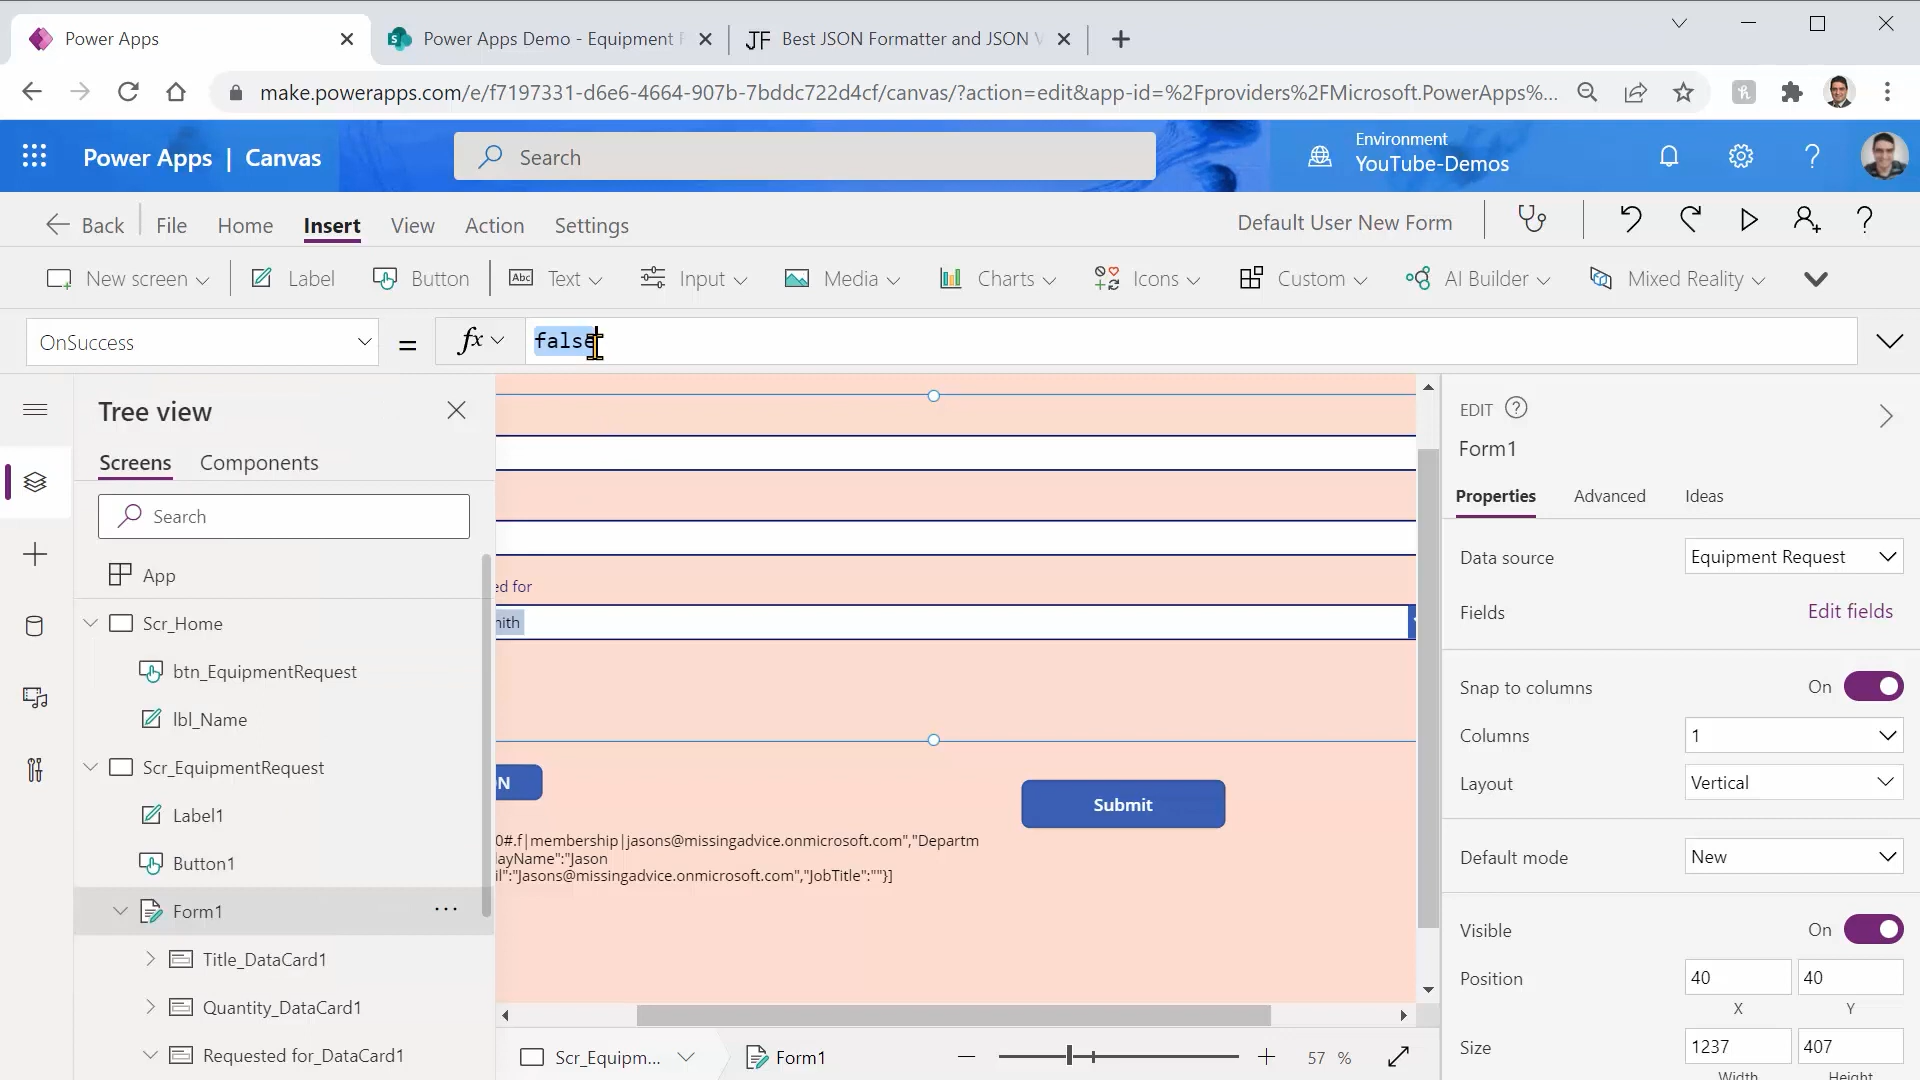 Power Apps
Power Apps Demo - Equipment
Best JSON Formatter and JSON
make.powerapps.com/e/f7197331-d6e6-4664-907b-7bddc722d4cf/canvas/?action=edit&app-id=%2Fproviders%2FMicrosoft.PowerApps%...
Power Apps | Canvas
Search
Environment
YouTube-Demos
Back
File
Home
Insert
View
Action
Settings
Default User New Form
New screen
Label
Button
Text
Input
Media
Charts
Icons
Custom
AI Builder
Mixed Reality
OnSuccess
=
fx
false
Tree view
Screens
Components
Search
App
Scr_Home
btn_EquipmentRequest
lbl_Name
Scr_EquipmentRequest
Label1
Button1
Form1
...
Title_DataCard1
Quantity_DataCard1
Requested for_DataCard1
ed for
nith
N
Submit
0#.f|membership|jasons@missingadvice.onmicrosoft.com","Departm
layName":"Jason
il":"Jasons@missingadvice.onmicrosoft.com","JobTitle":""}]
Scr_Equipm...
Form1
57 %
EDIT
Form1
Properties
Advanced
Ideas
Data source
Equipment Request
Fields
Edit fields
Snap to columns
On
Columns
1
Layout
Vertical
Default mode
New
Visible
On
Position
40
40
X
Y
Size
1237
407
Width
Height